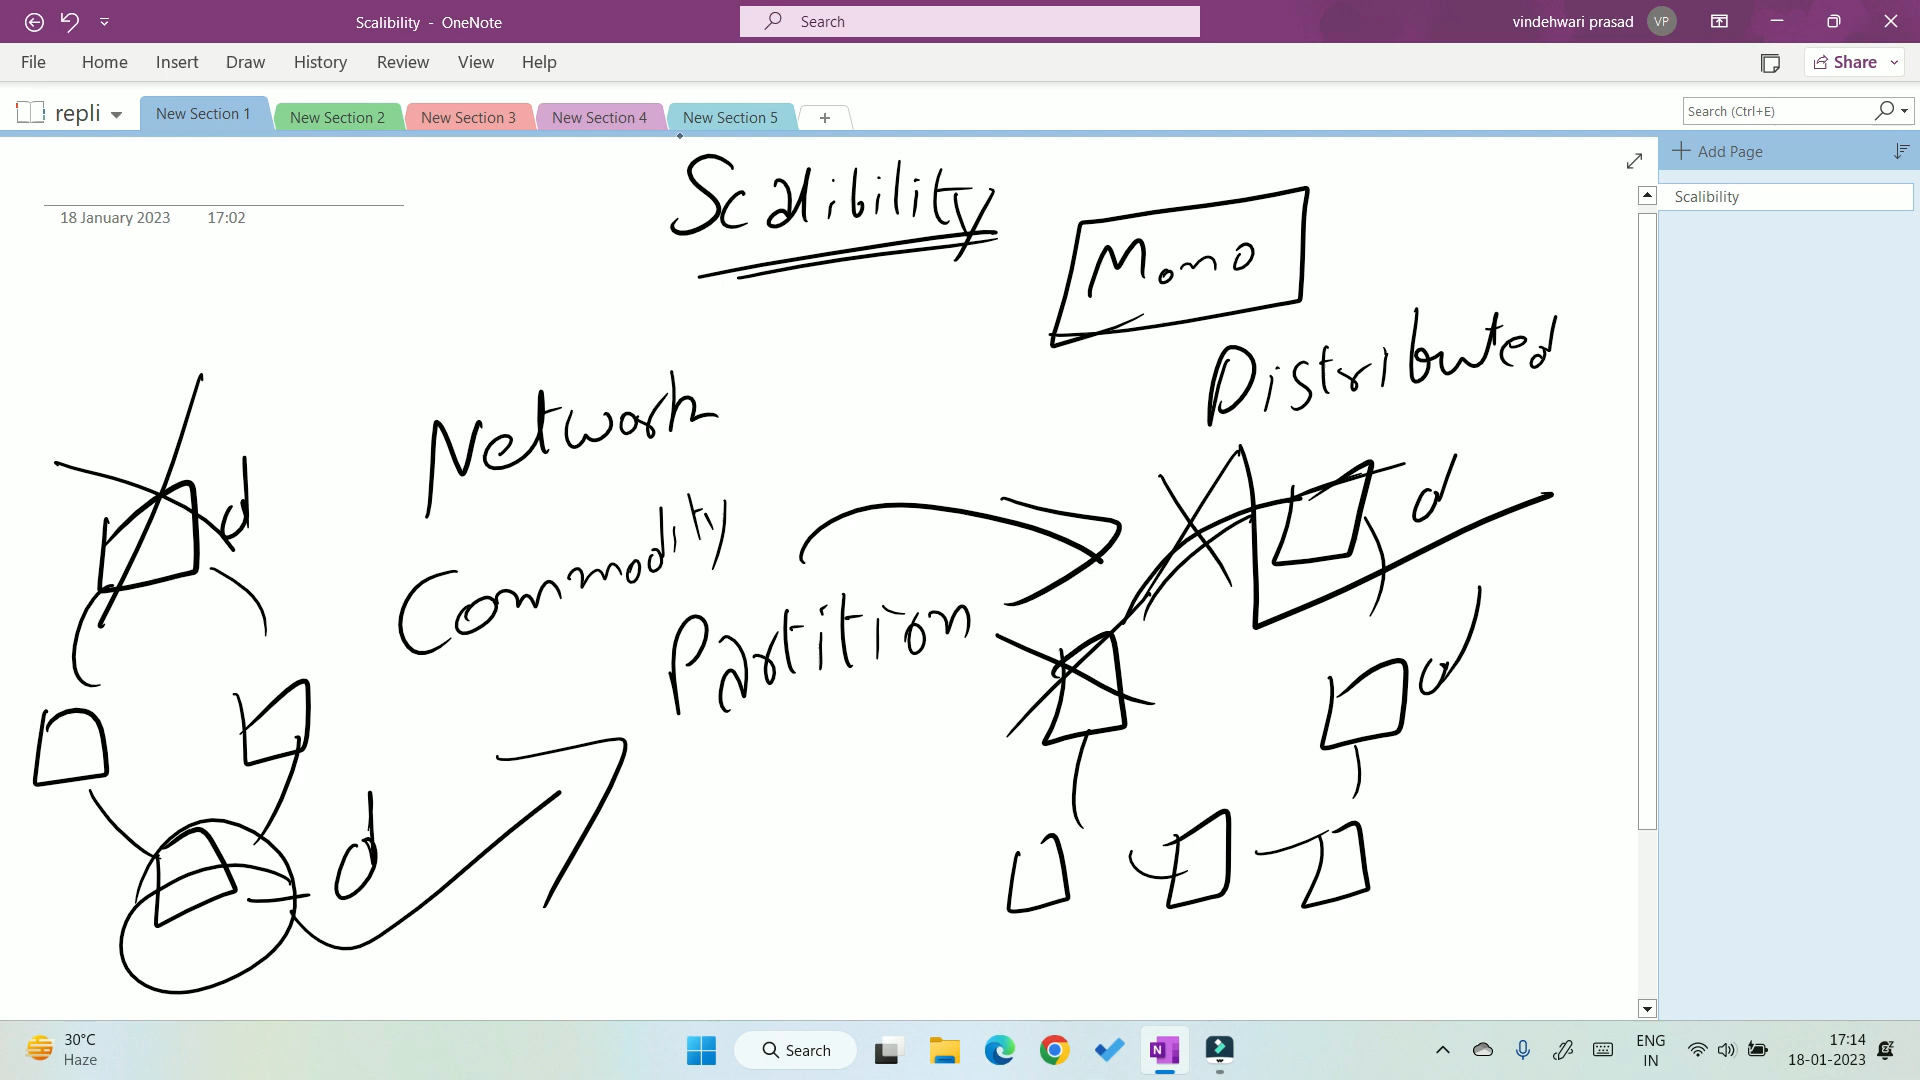 Scalibility - OneNote
Search
vindehwari prasad
VP
File Home Insert Draw History Review View Help
Share
repli
New Section 1
New Section 2
New Section 3
New Section 4
New Section 5
Search (Ctrl+E)
Add Page
Scalibility
18 January 2023 17:02
Scalibility
Mono
Distributed
Network
Commodity
Partition
d
d
d
d
30°C
Haze
Search
ENG
IN
17:14
18-01-2023